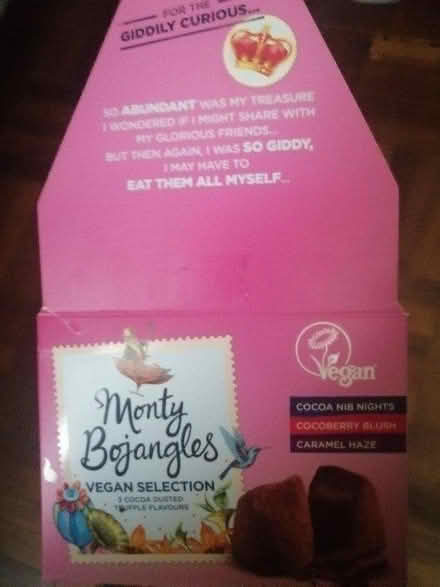 FOR THE
GIDDILY CURIOUS...
SO ABUNDANT WAS MY TREASURE
I WONDERED IF I MIGHT SHARE WITH
MY GLORIOUS FRIENDS...
BUT THEN AGAIN, I WAS SO GIDDY,
I MAY HAVE TO
EAT THEM ALL MYSELF...
Vegan
COCOA NIB NIGHTS
COCOBERRY BLUSH
CARAMEL HAZE
Monty
Bojangles
VEGAN SELECTION
3 COCOA DUSTED
TRUFFLE FLAVOURS